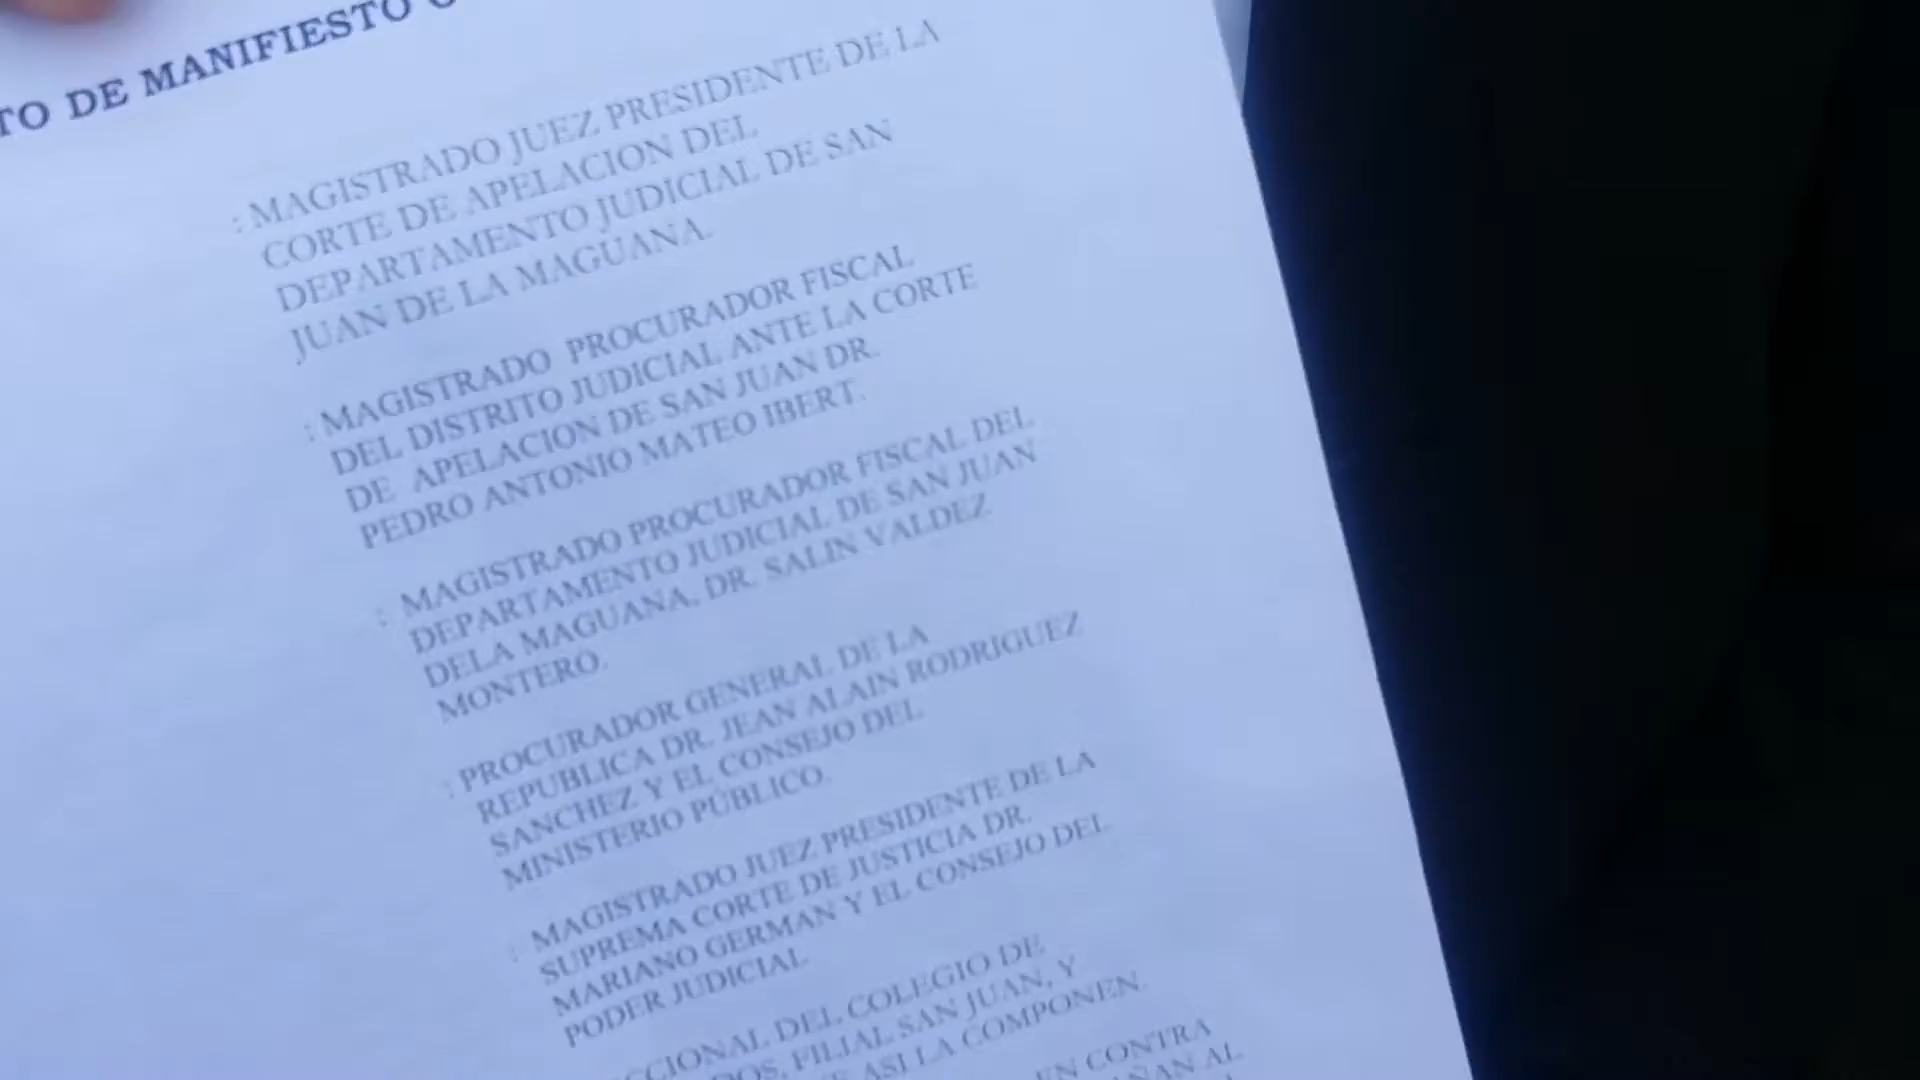 TO DE MANIFIESTO
: MAGISTRADO JUEZ PRESIDENTE DE LA
CORTE DE APELACION DEL
DEPARTAMENTO JUDICIAL DE SAN
JUAN DE LA MAGUANA.
: MAGISTRADO PROCURADOR FISCAL
DEL DISTRITO JUDICIAL ANTE LA CORTE
DE APELACION DE SAN JUAN DR.
PEDRO ANTONIO MATEO IBERT.
: MAGISTRADO PROCURADOR FISCAL DEL
DEPARTAMENTO JUDICIAL DE SAN JUAN
DELA MAGUANA, DR. SALIN VALDEZ
MONTERO.
: PROCURADOR GENERAL DE LA
REPUBLICA DR. JEAN ALAIN RODRIGUEZ
SANCHEZ Y EL CONSEJO DEL
MINISTERIO PÚBLICO.
: MAGISTRADO JUEZ PRESIDENTE DE LA
SUPREMA CORTE DE JUSTICIA DR.
MARIANO GERMAN Y EL CONSEJO DEL
PODER JUDICIAL
CCIONAL DEL COLEGIO DE
DOS, FILIAL SAN JUAN, Y
E ASI LA COMPONEN.
EN CONTRA
ÑAN AL